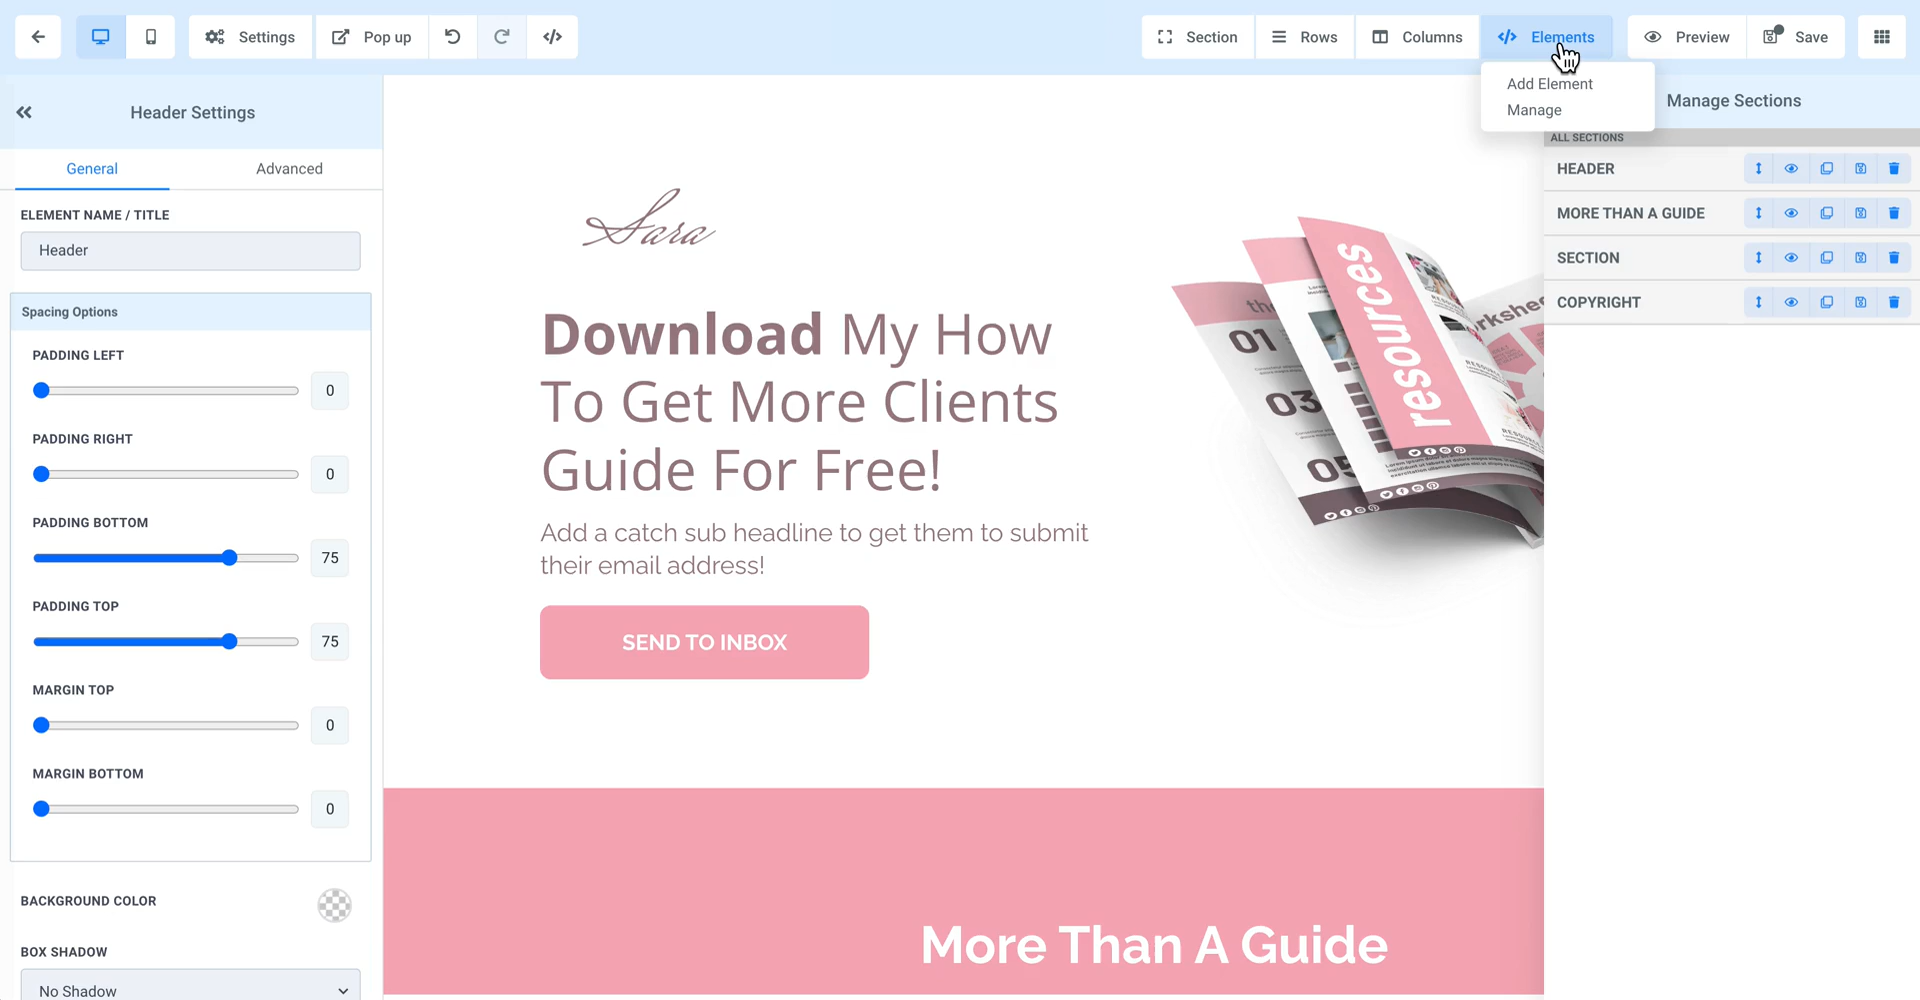 Settings
Pop up
Section
Rows
Columns
Elements
Preview
Save
Add Element
Manage
Header Settings
General
Advanced
ELEMENT NAME / TITLE
Header
Spacing Options
PADDING LEFT
0
PADDING RIGHT
0
PADDING BOTTOM
75
PADDING TOP
75
MARGIN TOP
0
MARGIN BOTTOM
0
BACKGROUND COLOR
BOX SHADOW
No Shadow
Sara
Download My How
To Get More Clients
Guide For Free!
Add a catch sub headline to get them to submit
their email address!
SEND TO INBOX
resources
01
03
05
More Than A Guide
Manage Sections
ALL SECTIONS
HEADER
MORE THAN A GUIDE
SECTION
COPYRIGHT